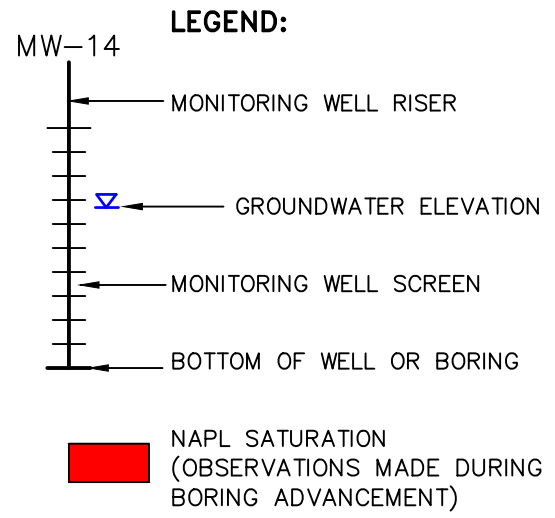 LEGEND:
MW-14
MONITORING WELL RISER
GROUNDWATER ELEVATION
MONITORING WELL SCREEN
BOTTOM OF WELL OR BORING
NAPL SATURATION
(OBSERVATIONS MADE DURING
BORING ADVANCEMENT)